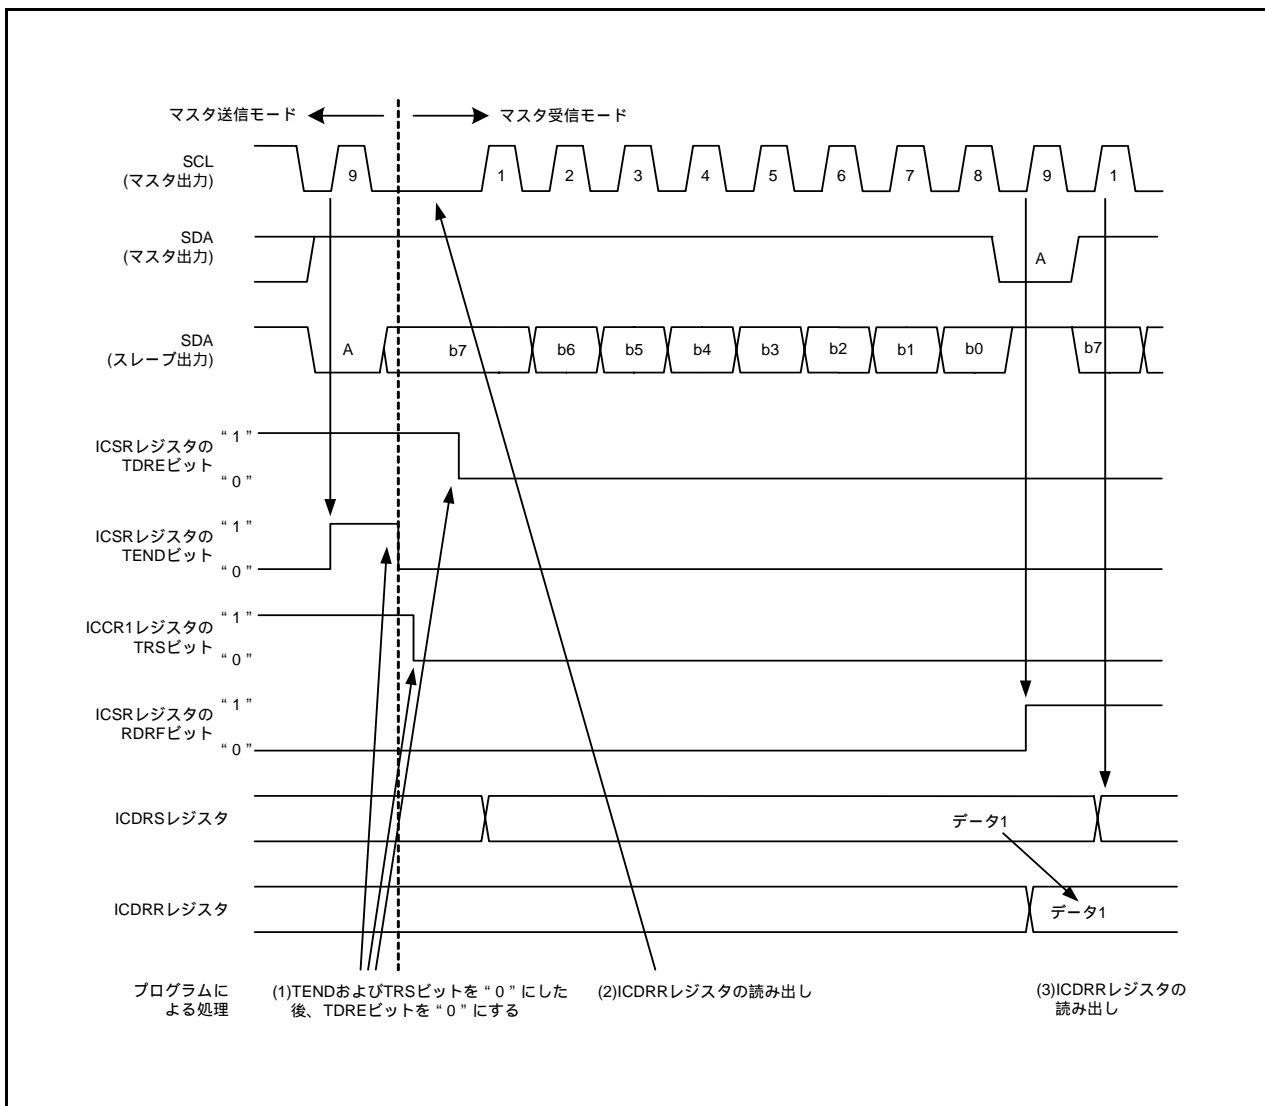 マスタ送信モード マスタ受信モード
SCL
(マスタ出力)
9 1 2 3 4 5 6 7 8 9 1
SDA
(マスタ出力)
A
SDA
(スレーブ出力)
A b7 b6 b5 b4 b3 b2 b1 b0 b7
ICSRレジスタの
TDREビット
“ 1 ”
“ 0 ”
ICSRレジスタの
TENDビット
“ 1 ”
“ 0 ”
ICCR1レジスタの
TRSビット
“ 1 ”
“ 0 ”
ICSRレジスタの
RDRFビット
“ 1 ”
“ 0 ”
ICDRSレジスタ
データ1
ICDRRレジスタ
データ1
プログラムに
よる処理
(1)TENDおよびTRSビットを “ 0 ” にした
後、TDREビットを “ 0 ” にする
(2)ICDRRレジスタの読み出し
(3)ICDRRレジスタの
読み出し